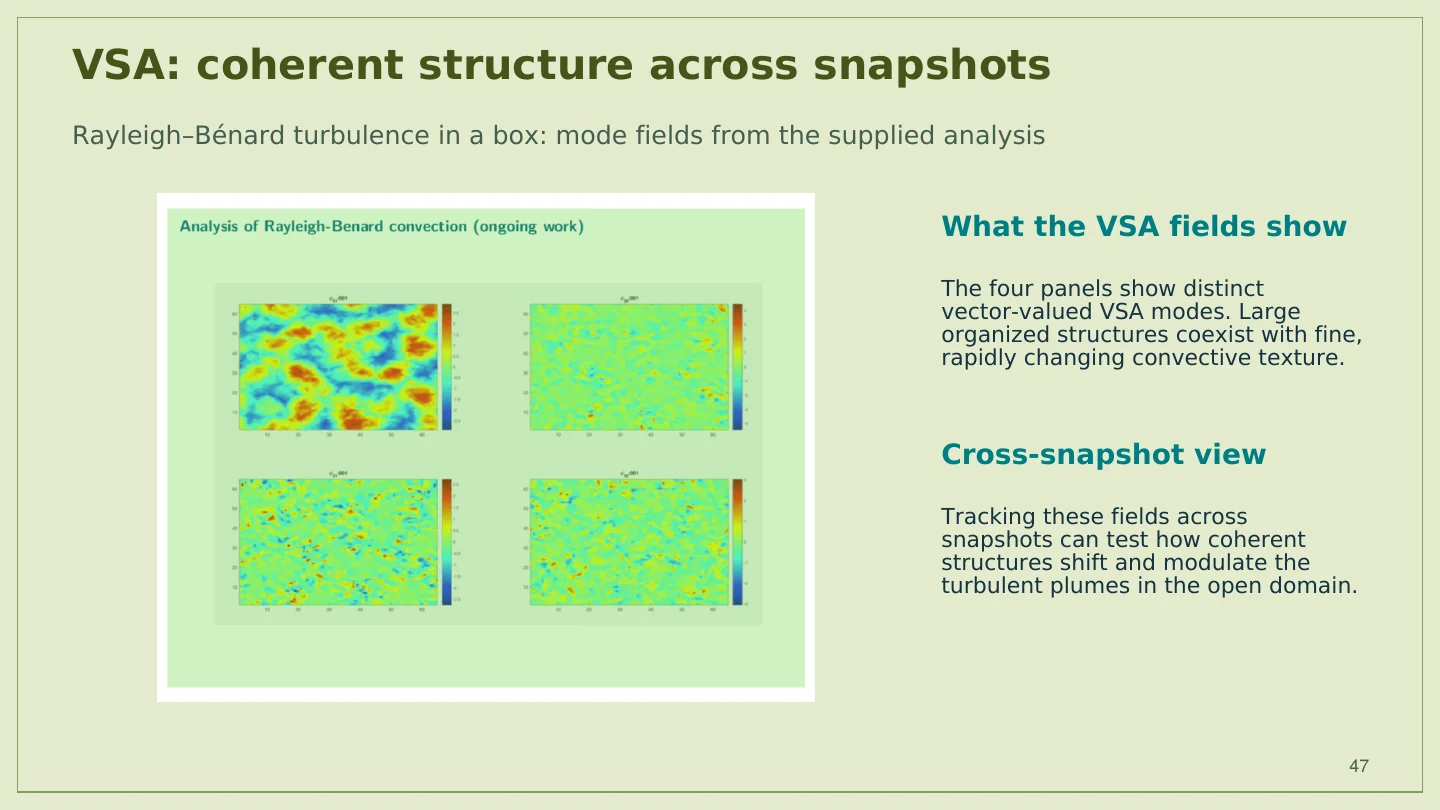 VSA: coherent structure across snapshots
Rayleigh–Bénard turbulence in a box: mode fields from the supplied analysis
Analysis of Rayleigh-Benard convection (ongoing work)
What the VSA fields show
The four panels show distinct
vector-valued VSA modes. Large
organized structures coexist with fine,
rapidly changing convective texture.
Cross-snapshot view
Tracking these fields across
snapshots can test how coherent
structures shift and modulate the
turbulent plumes in the open domain.
47